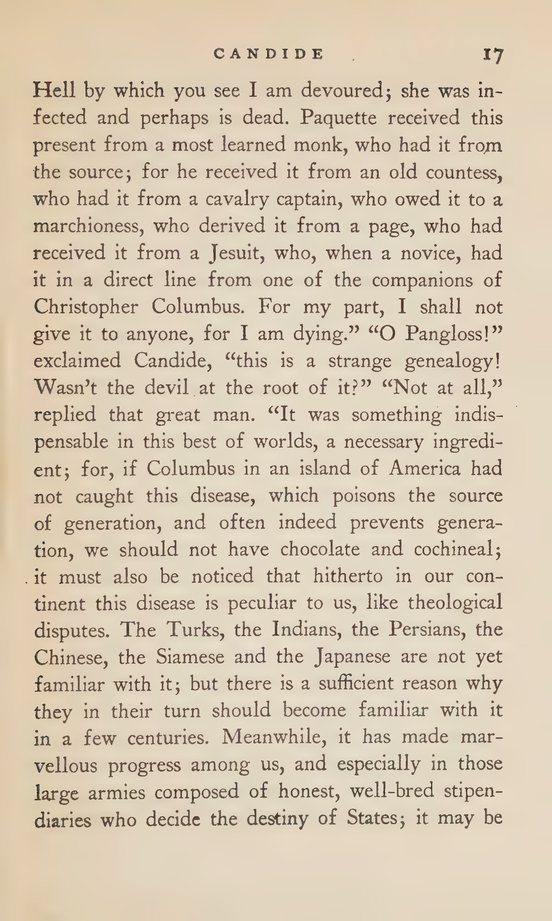 CANDIDE 17
Hell by which you see I am devoured; she was in-
fected and perhaps is dead. Paquette received this
present from a most learned monk, who had it from
the source; for he received it from an old countess,
who had it from a cavalry captain, who owed it to a
marchioness, who derived it from a page, who had
received it from a Jesuit, who, when a novice, had
it in a direct line from one of the companions of
Christopher Columbus. For my part, I shall not
give it to anyone, for I am dying.” “O Pangloss!”
exclaimed Candide, “this is a strange genealogy!
Wasn’t the devil at the root of it?” “Not at all,”
replied that great man. “It was something indis-
pensable in this best of worlds, a necessary ingredi-
ent; for, if Columbus in an island of America had
not caught this disease, which poisons the source
of generation, and often indeed prevents genera-
tion, we should not have chocolate and cochineal;
it must also be noticed that hitherto in our con-
tinent this disease is peculiar to us, like theological
disputes. The Turks, the Indians, the Persians, the
Chinese, the Siamese and the Japanese are not yet
familiar with it; but there is a sufficient reason why
they in their turn should become familiar with it
in a few centuries. Meanwhile, it has made mar-
vellous progress among us, and especially in those
large armies composed of honest, well-bred stipen-
diaries who decide the destiny of States; it may be